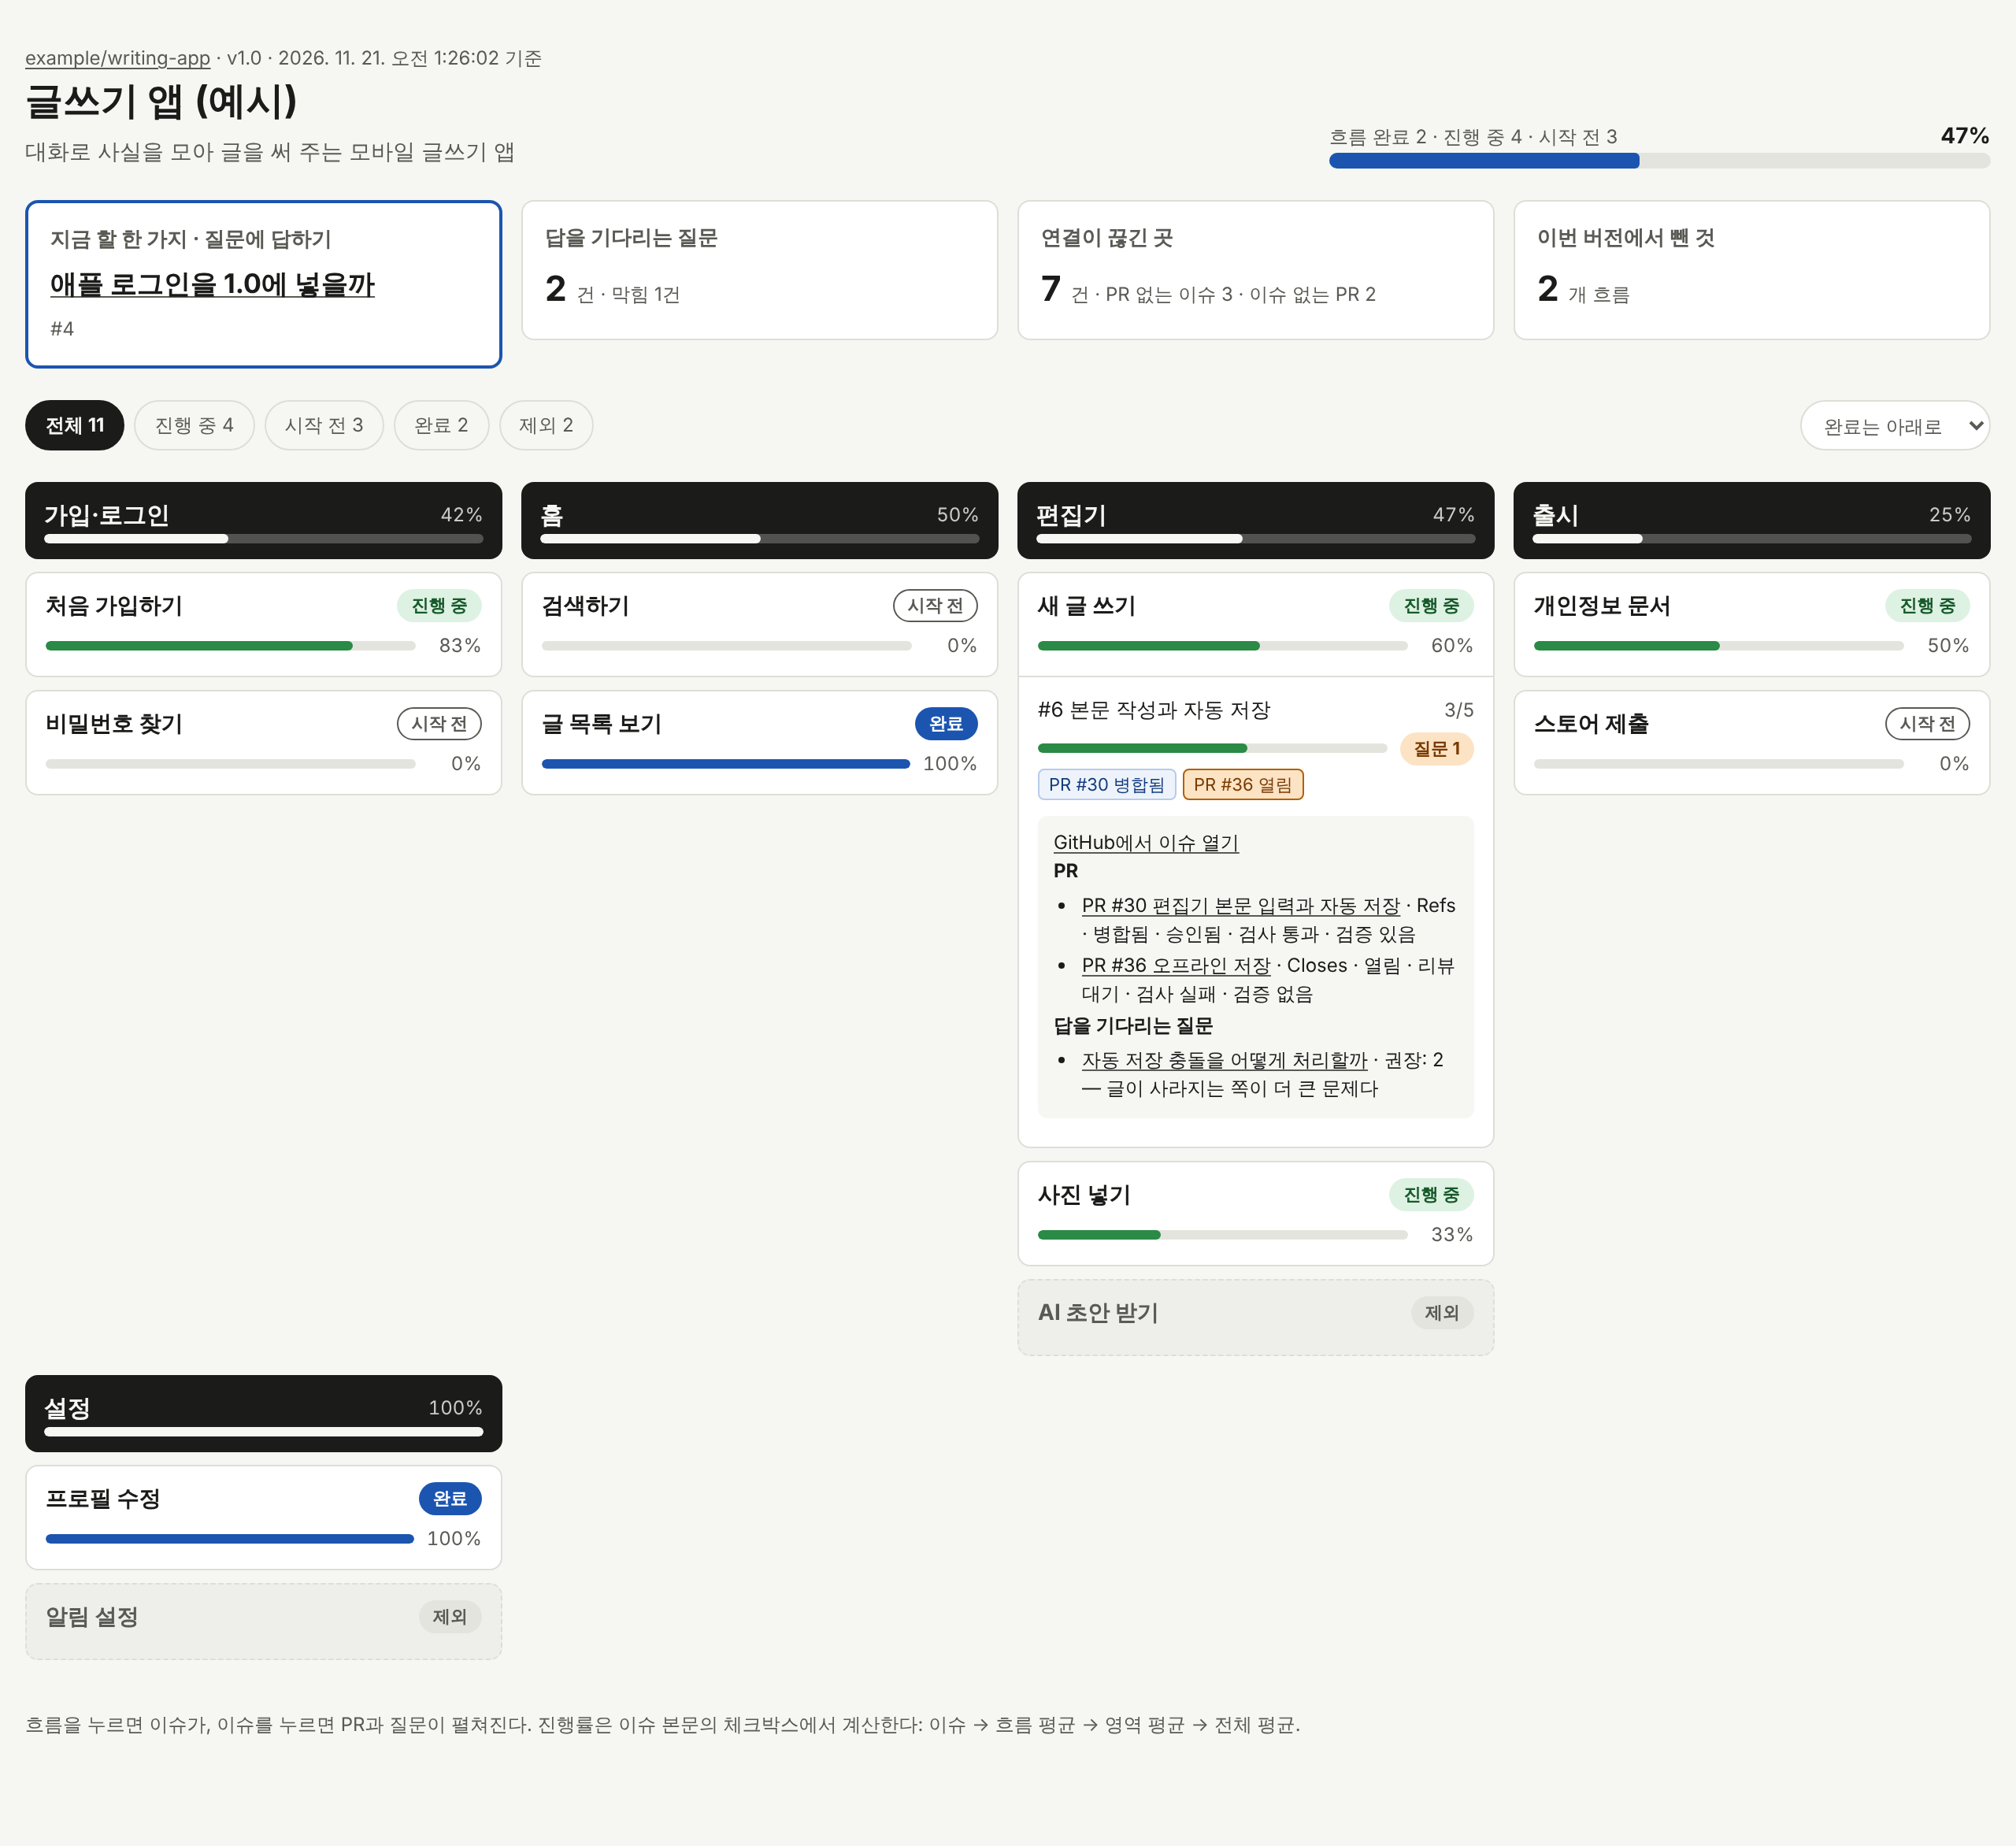 example/writing-app · v1.0 · 2026. 11. 21. 오전 1:26:02 기준
글쓰기 앱 (예시)
대화로 사실을 모아 글을 써 주는 모바일 글쓰기 앱
흐름 완료 2 · 진행 중 4 · 시작 전 3
47%
지금 할 한 가지 · 질문에 답하기
애플 로그인을 1.0에 넣을까
#4
답을 기다리는 질문
2 건 · 막힘 1건
연결이 끊긴 곳
7 건 · PR 없는 이슈 3 · 이슈 없는 PR 2
이번 버전에서 뺀 것
2 개 흐름
전체 11
진행 중 4
시작 전 3
완료 2
제외 2
완료는 아래로
가입·로그인
42%
처음 가입하기
진행 중
83%
비밀번호 찾기
시작 전
0%
홈
50%
검색하기
시작 전
0%
글 목록 보기
완료
100%
편집기
47%
새 글 쓰기
진행 중
60%
#6 본문 작성과 자동 저장
3/5
질문 1
PR #30 병합됨
PR #36 열림
GitHub에서 이슈 열기
PR
PR #30 편집기 본문 입력과 자동 저장 · Refs
· 병합됨 · 승인됨 · 검사 통과 · 검증 있음
PR #36 오프라인 저장 · Closes · 열림 · 리뷰
대기 · 검사 실패 · 검증 없음
답을 기다리는 질문
자동 저장 충돌을 어떻게 처리할까 · 권장: 2
— 글이 사라지는 쪽이 더 큰 문제다
사진 넣기
진행 중
33%
AI 초안 받기
제외
출시
25%
개인정보 문서
진행 중
50%
스토어 제출
시작 전
0%
설정
100%
프로필 수정
완료
100%
알림 설정
제외
흐름을 누르면 이슈가, 이슈를 누르면 PR과 질문이 펼쳐진다. 진행률은 이슈 본문의 체크박스에서 계산한다: 이슈 → 흐름 평균 → 영역 평균 → 전체 평균.